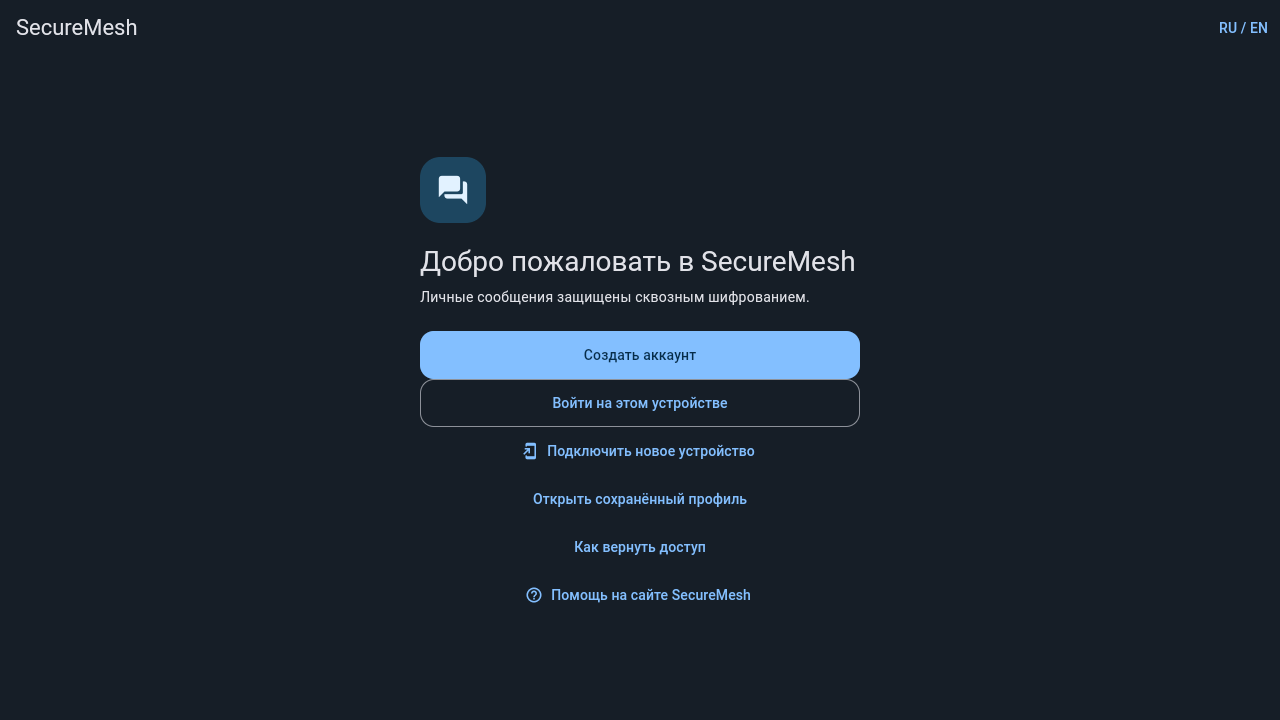 SecureMesh
RU / EN
Добро пожаловать в SecureMesh
Личные сообщения защищены сквозным шифрованием.
Создать аккаунт
Войти на этом устройстве
Подключить новое устройство
Открыть сохранённый профиль
Как вернуть доступ
Помощь на сайте SecureMesh